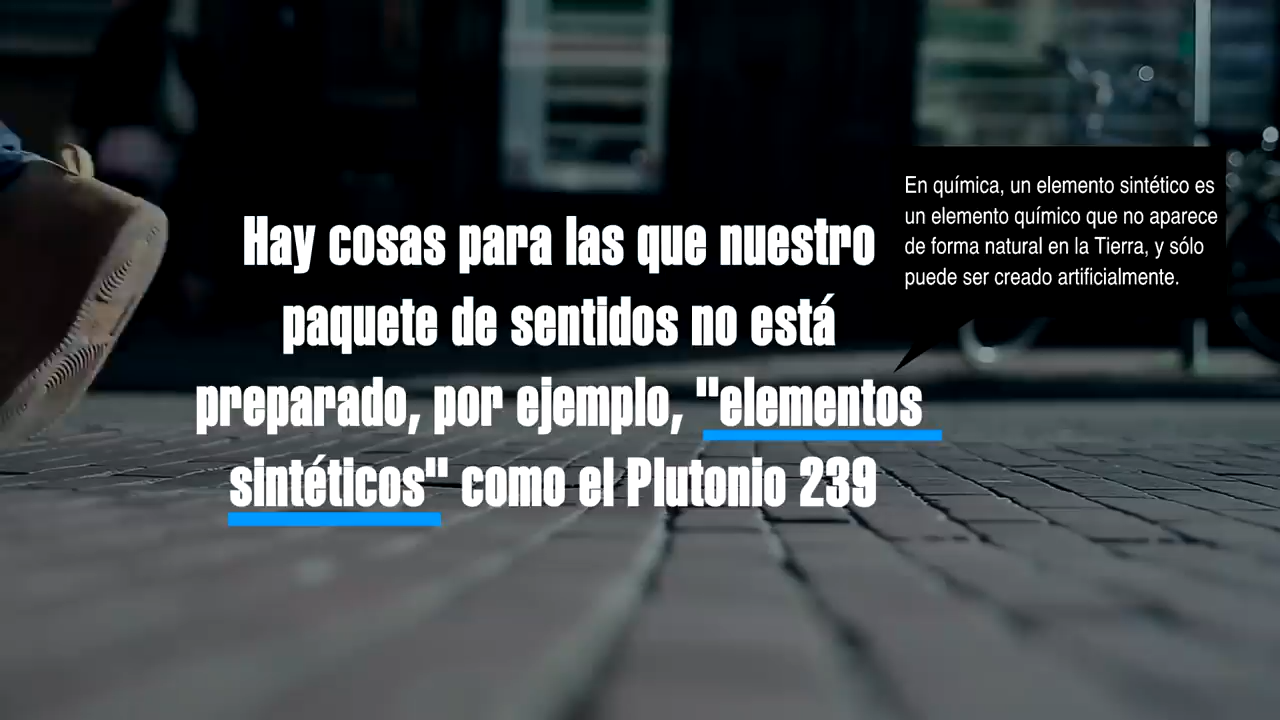 Hay cosas para las que nuestro
paquete de sentidos no está
preparado, por ejemplo, "elementos
sintéticos" como el Plutonio 239
En química, un elemento sintético es
un elemento químico que no aparece
de forma natural en la Tierra, y sólo
puede ser creado artificialmente.